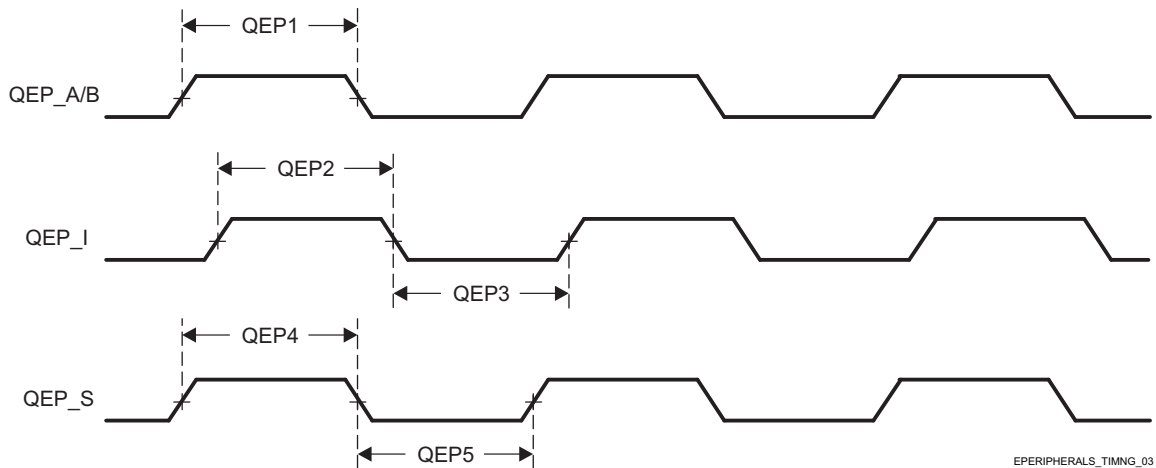 QEP1
QEP_A/B
QEP2
QEP_I
QEP3
QEP4
QEP_S
QEP5
EPERIPHERALS_TIMNG_03